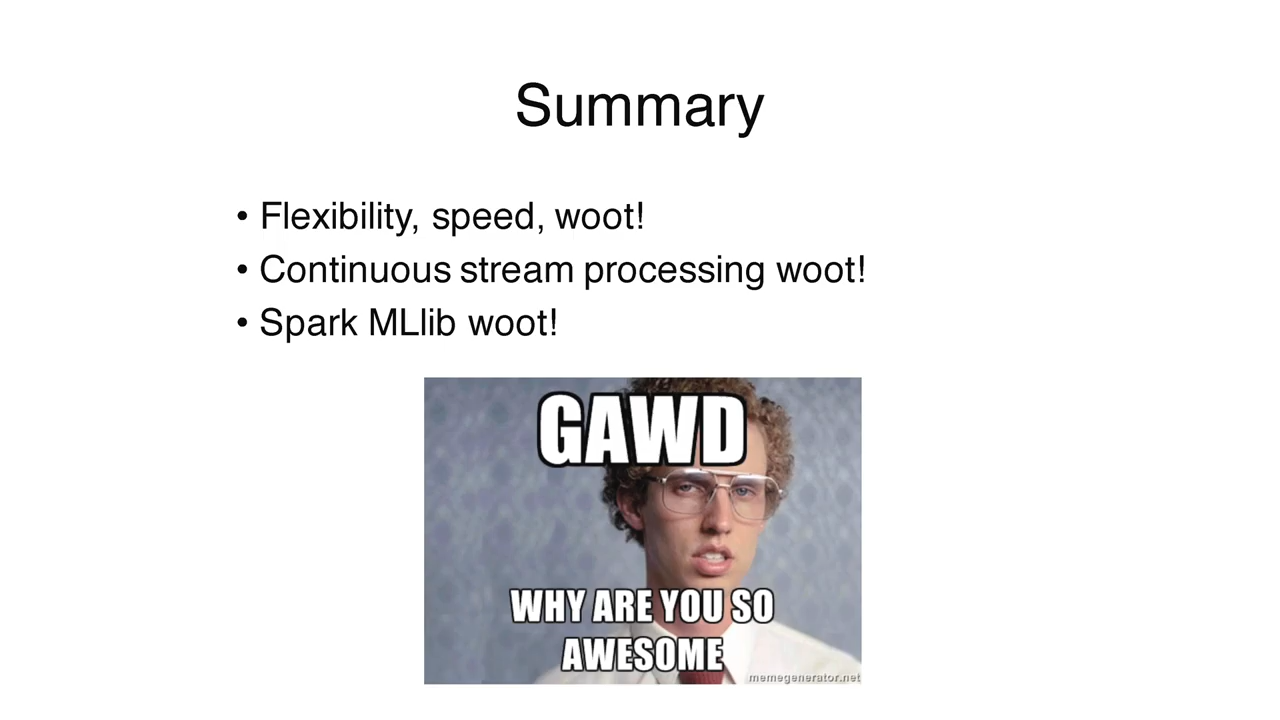 Summary
• Flexibility, speed, woot!
• Continuous stream processing woot!
• Spark MLlib woot!
GAWD
WHY ARE YOU SO
AWESOME
memegenerator.net